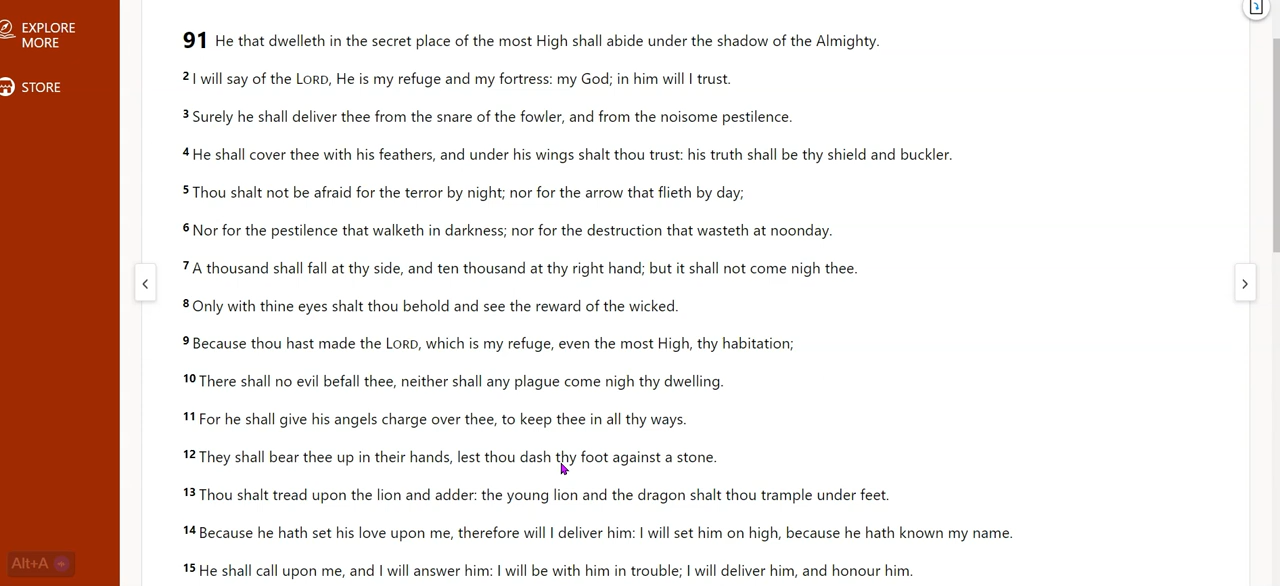 EXPLORE
MORE
STORE
91 He that dwelleth in the secret place of the most High shall abide under the shadow of the Almighty.
2 I will say of the LORD, He is my refuge and my fortress: my God; in him will I trust.
3 Surely he shall deliver thee from the snare of the fowler, and from the noisome pestilence.
4 He shall cover thee with his feathers, and under his wings shalt thou trust: his truth shall be thy shield and buckler.
5 Thou shalt not be afraid for the terror by night; nor for the arrow that flieth by day;
6 Nor for the pestilence that walketh in darkness; nor for the destruction that wasteth at noonday.
7 A thousand shall fall at thy side, and ten thousand at thy right hand; but it shall not come nigh thee.
8 Only with thine eyes shalt thou behold and see the reward of the wicked.
9 Because thou hast made the LORD, which is my refuge, even the most High, thy habitation;
10 There shall no evil befall thee, neither shall any plague come nigh thy dwelling.
11 For he shall give his angels charge over thee, to keep thee in all thy ways.
12 They shall bear thee up in their hands, lest thou dash thy foot against a stone.
13 Thou shalt tread upon the lion and adder: the young lion and the dragon shalt thou trample under feet.
14 Because he hath set his love upon me, therefore will I deliver him: I will set him on high, because he hath known my name.
15 He shall call upon me, and I will answer him: I will be with him in trouble; I will deliver him, and honour him.
Alt+A